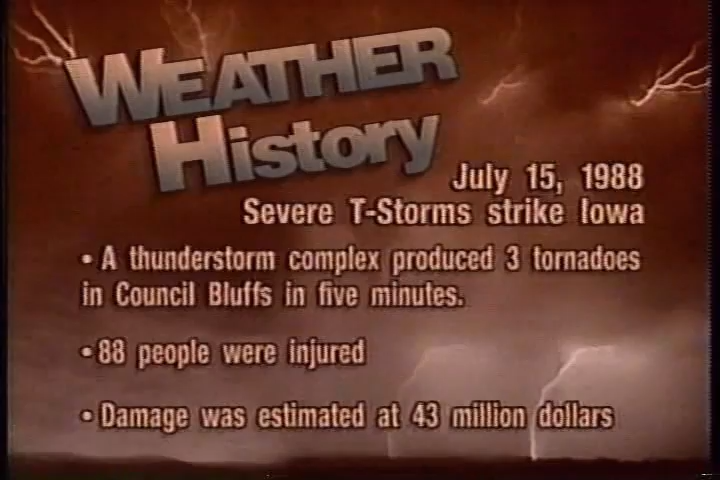 WEATHER
History
July 15, 1988
Severe T-Storms strike Iowa
• A thunderstorm complex produced 3 tornadoes
in Council Bluffs in five minutes.
• 88 people were injured
• Damage was estimated at 43 million dollars